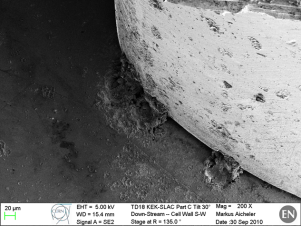 20 µm
EHT = 5.00 kV
WD = 15.4 mm
Signal A = SE2
TD18 KEK-SLAC Part C Tilt 30°
Down-Stream – Cell Wall S-W
Stage at R = 135.0 °
Mag = 200 X
Markus Aicheler
Date :30 Sep 2010
EN